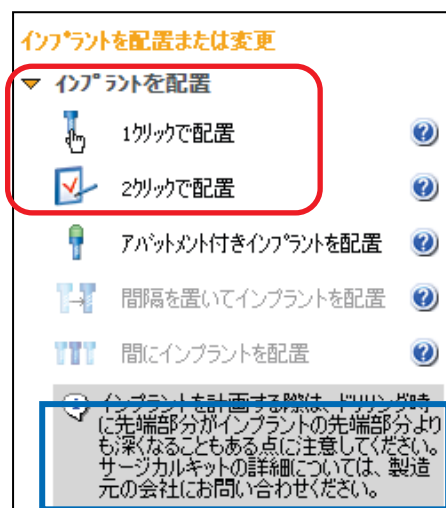 インプラントを配置または変更
インプラントを配置
1クリックで配置
2クリックで配置
アバットメント付きインプラントを配置
間隔を置いてインプラントを配置
間にインプラントを配置
インプラントを計画する際は、ドリリング時
に先端部分がインプラントの先端部分より
も深くなることもある点に注意してください。
サージカルキットの詳細については、製造
元の会社にお問い合わせください。